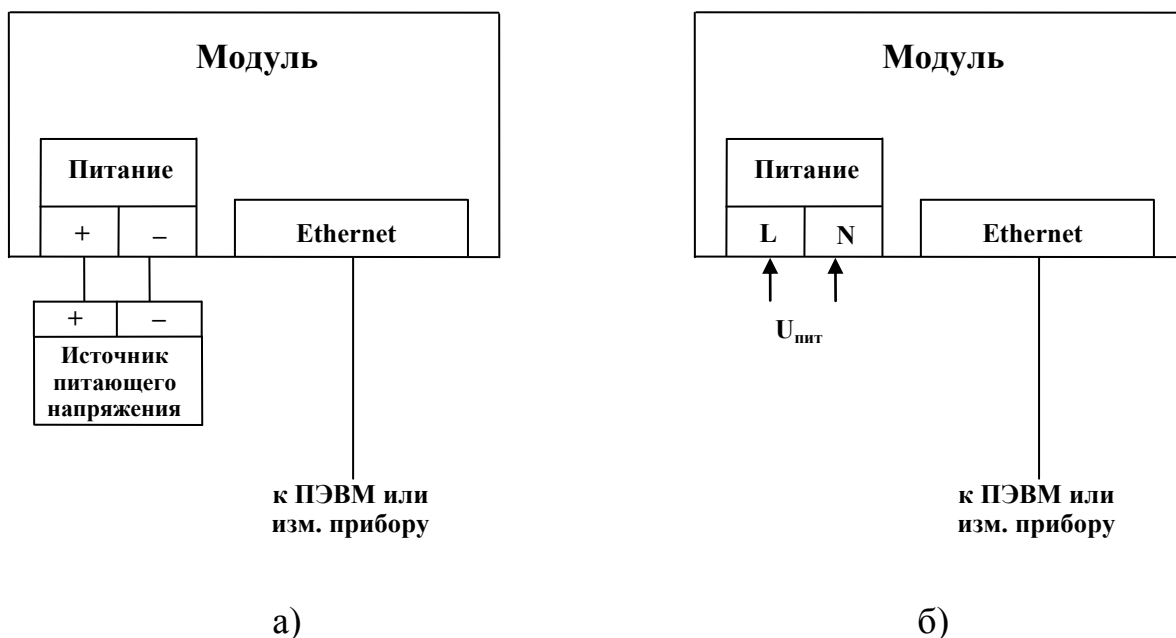 Модуль
Питание
+ –
Ethernet
+ –
Источник
питающего
напряжения
к ПЭВМ или
изм. прибору
а)
Модуль
Питание
L N
Ethernet
Uпит
к ПЭВМ или
изм. прибору
б)